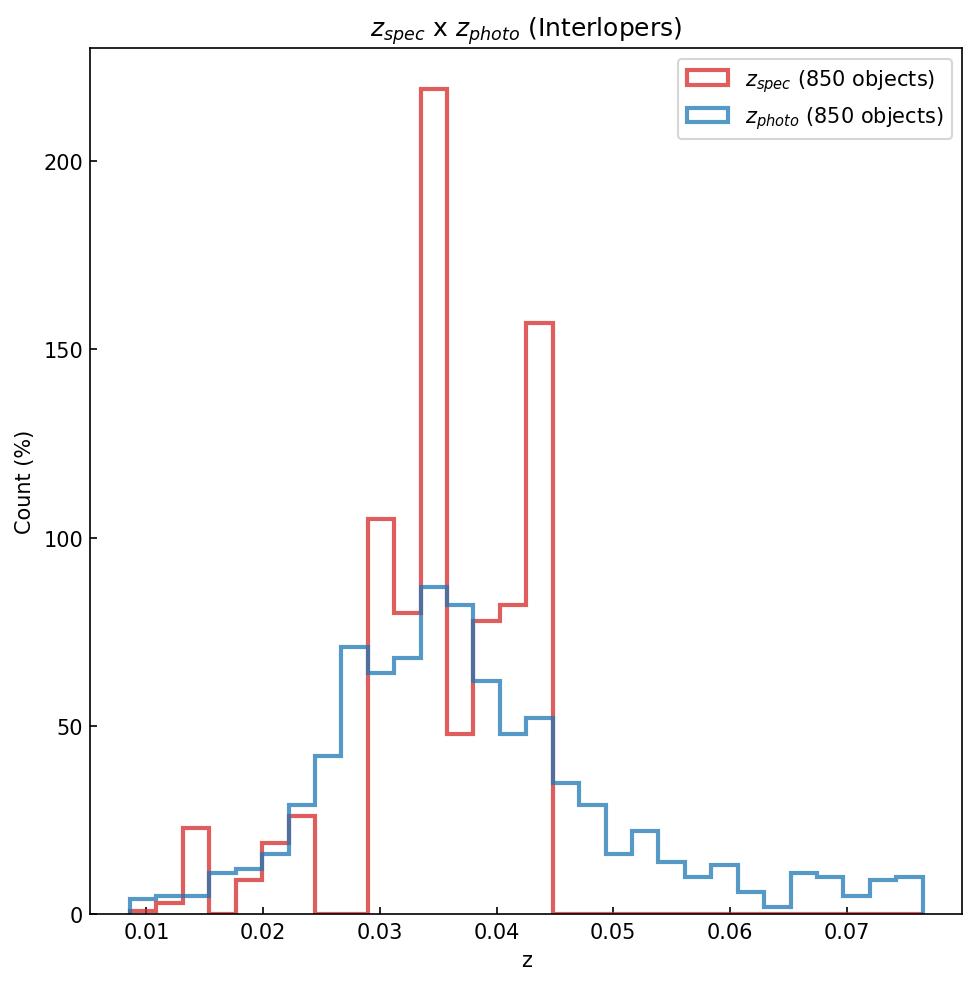 z_spec x z_photo (Interlopers)
z_spec (850 objects)
z_photo (850 objects)
Count (%)
200
150
100
50
0
0.01 0.02 0.03 0.04 0.05 0.06 0.07
z